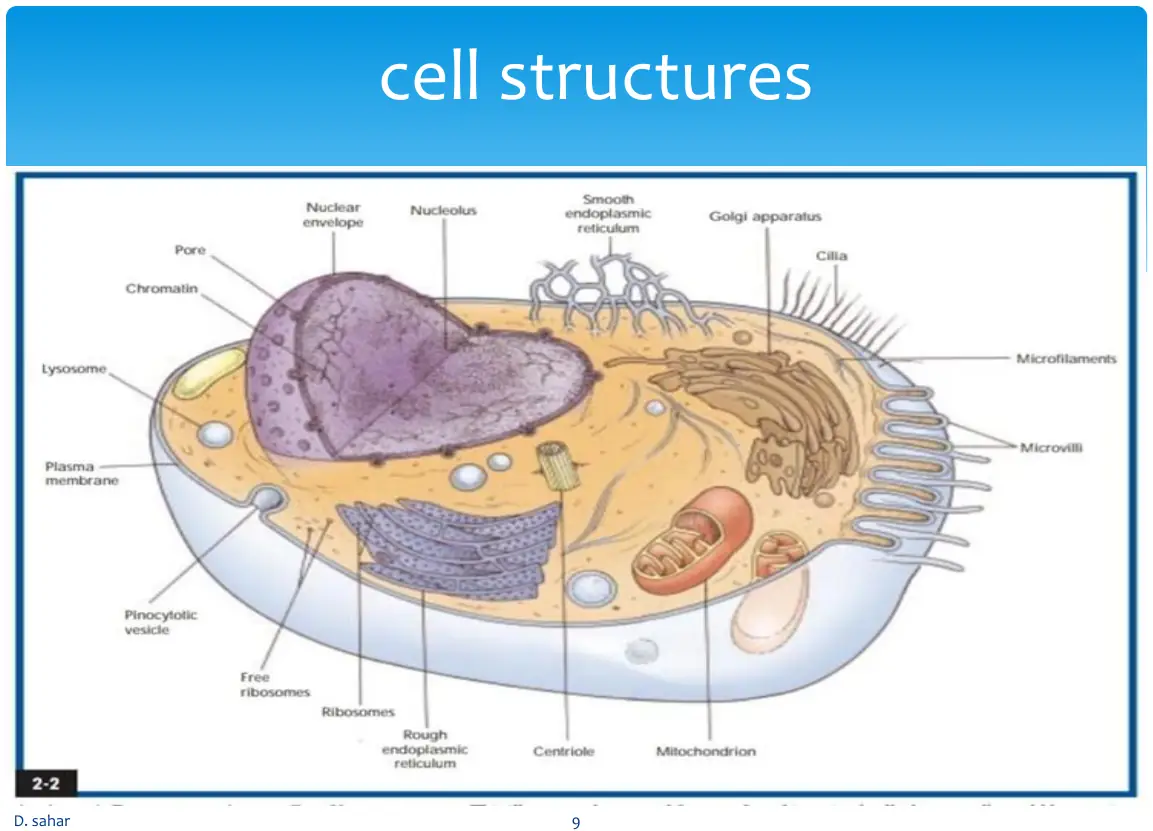 cell structures
Nuclear
envelope
Nucleolus
Smooth
endoplasmic
reticulum
Golgi apparatus
Cilia
Pore
Chromatin
Lysosome
Microfilaments
Microvilli
Plasma
membrane
Pinocytotic
vesicle
Free
ribosomes
Ribosomes
Rough
endoplasmic
reticulum
Centriole
Mitochondrion
2-2
D. sahar
9